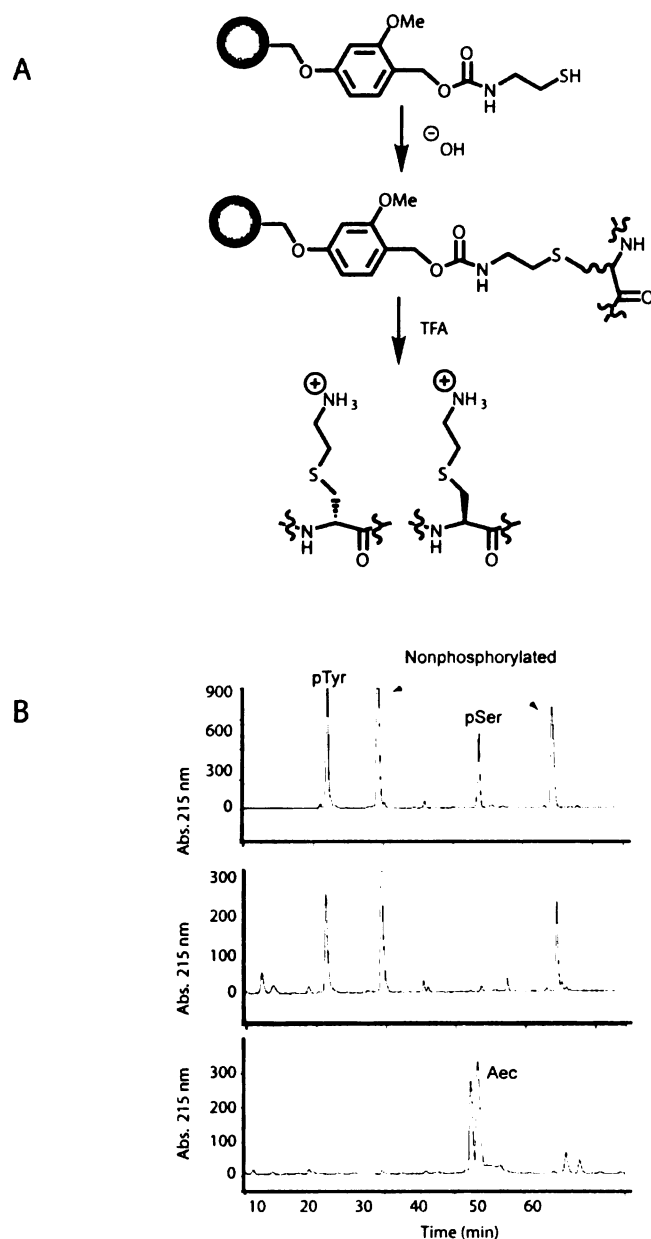 A
OMe
O
O
O
N
H
SH
⊖
OH
OMe
O
O
O
N
H
S
NH
O
TFA
⊕
NH3
⊕
NH3
S
S
N
H
O
N
H
O
B
Nonphosphorylated
pTyr
pSer
900
600
300
0
Abs. 215 nm
300
200
100
0
Abs. 215 nm
Aec
300
200
100
0
Abs. 215 nm
10 20 30 40 50 60
Time (min)